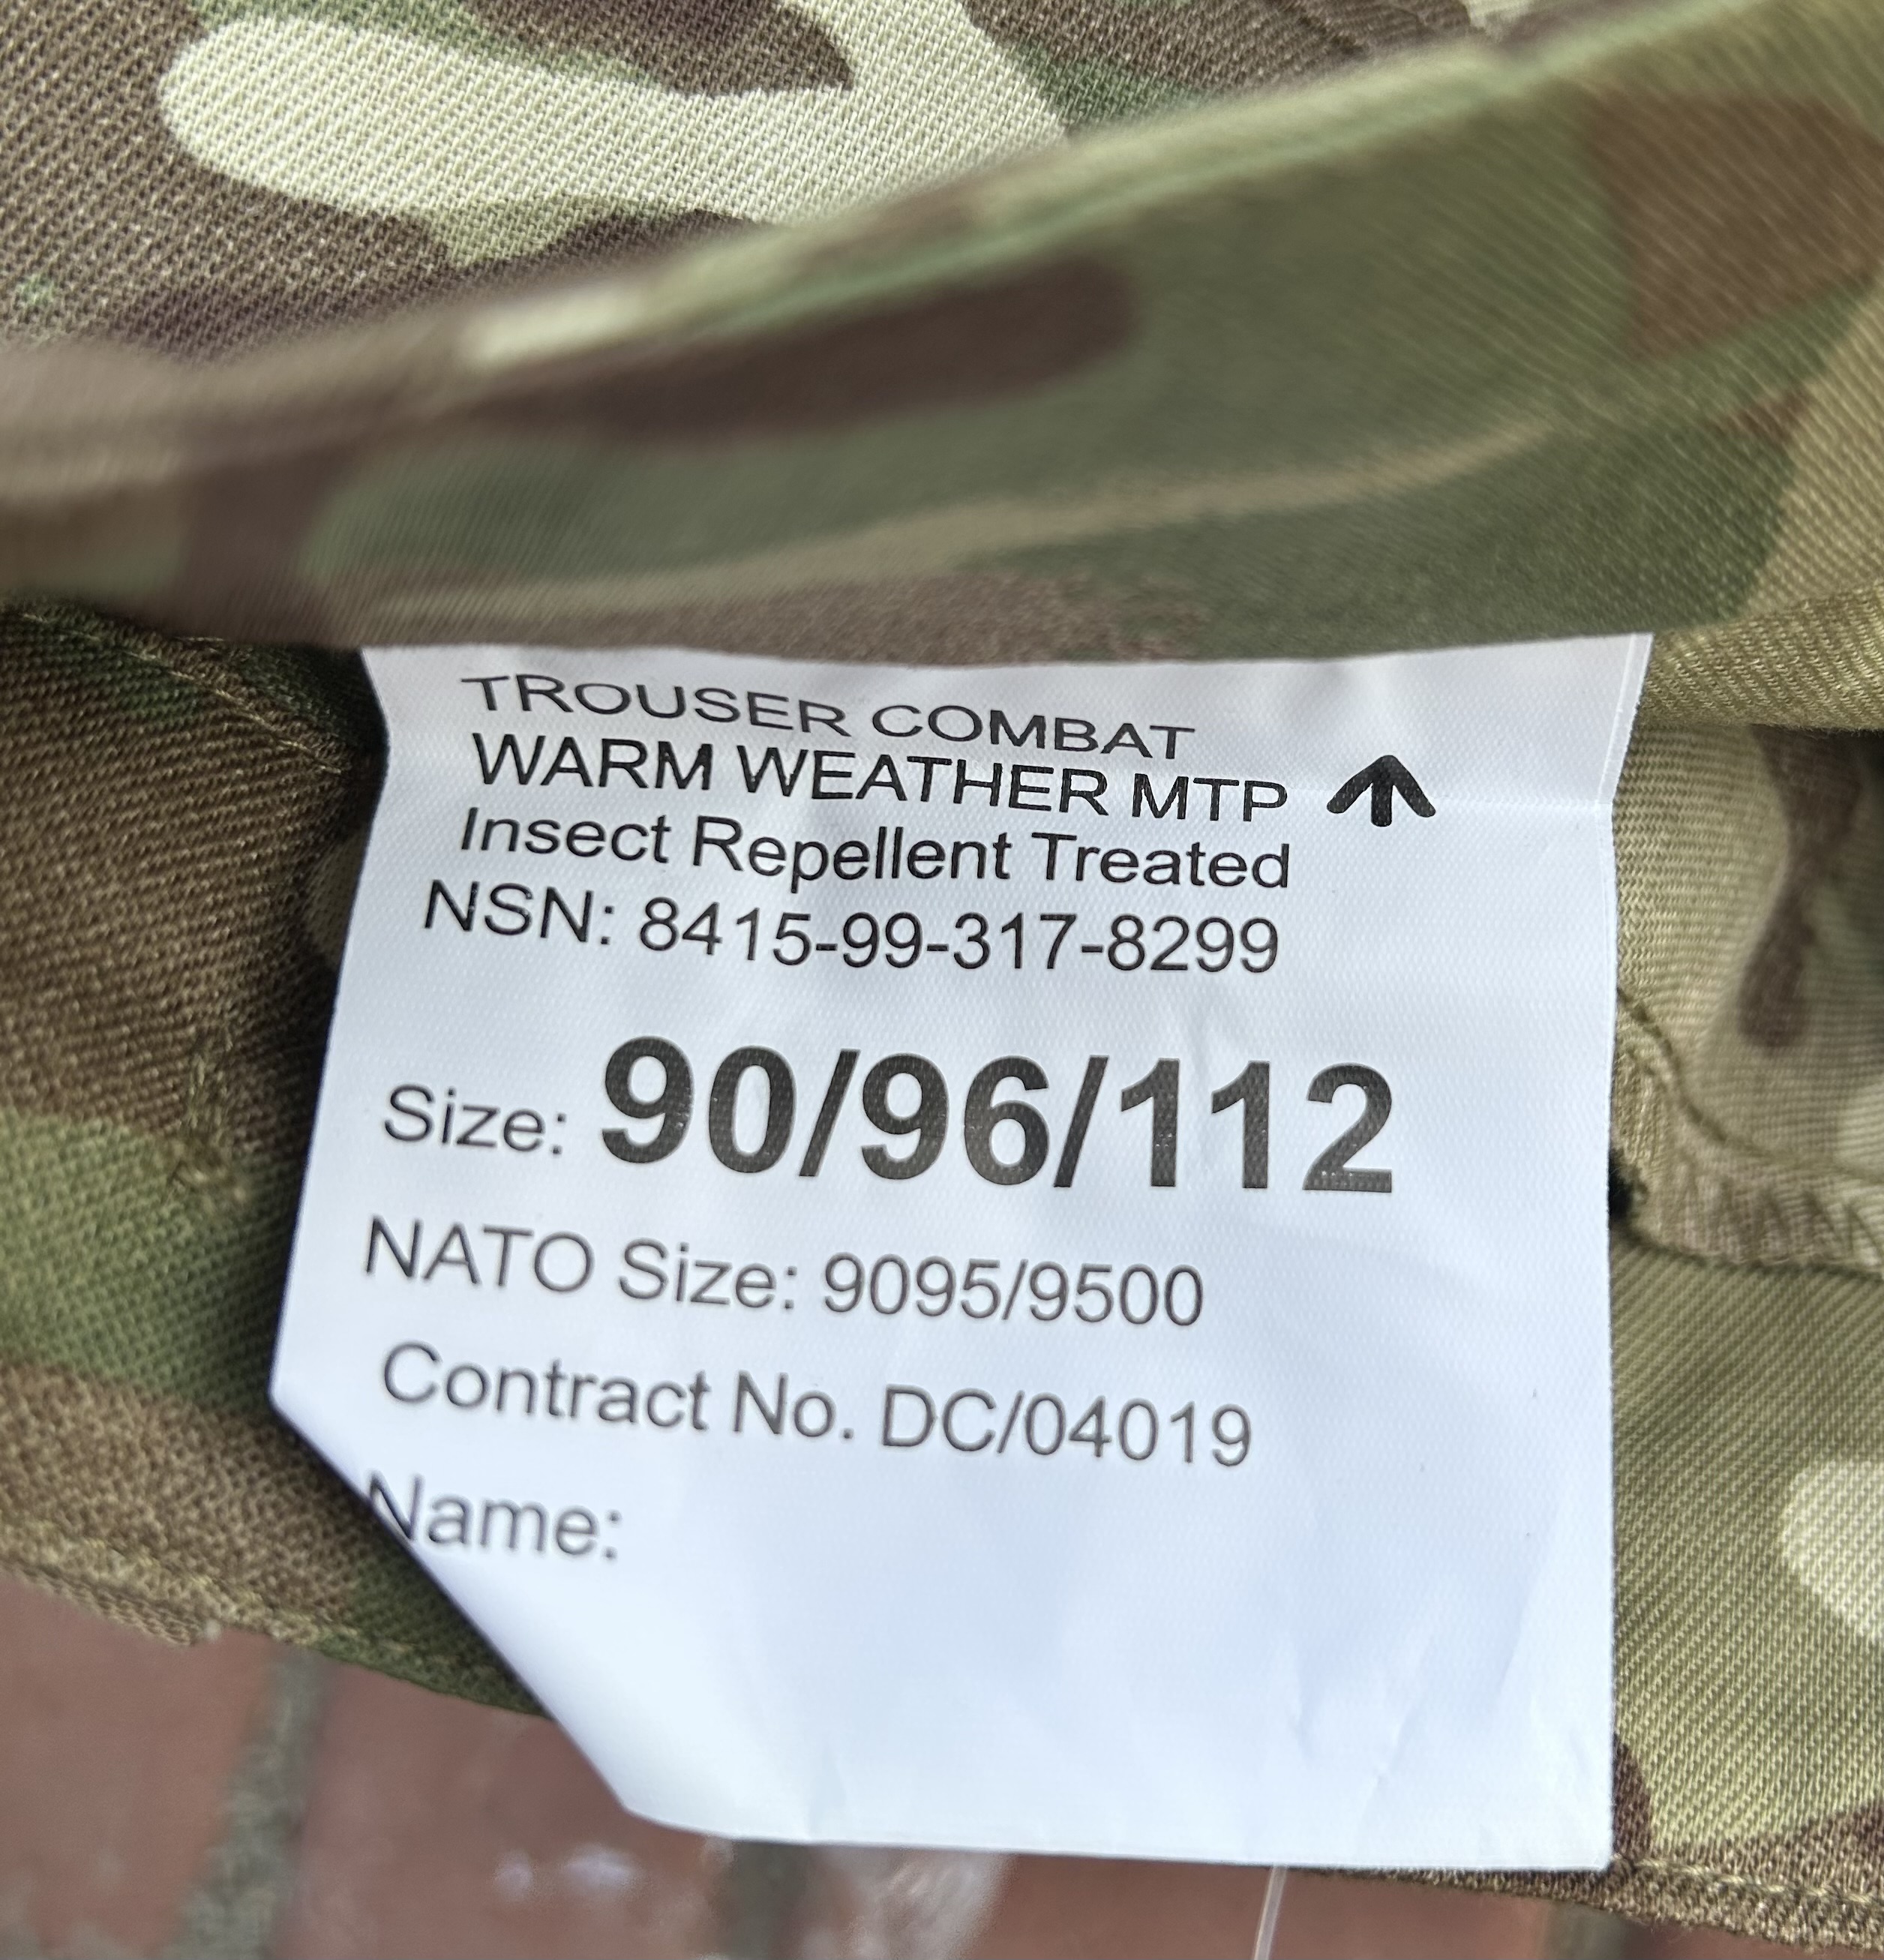 TROUSER COMBAT
WARM WEATHER MTP
Insect Repellent Treated
NSN: 8415-99-317-8299
Size: 90/96/112
NATO Size: 9095/9500
Contract No. DC/04019
Name: